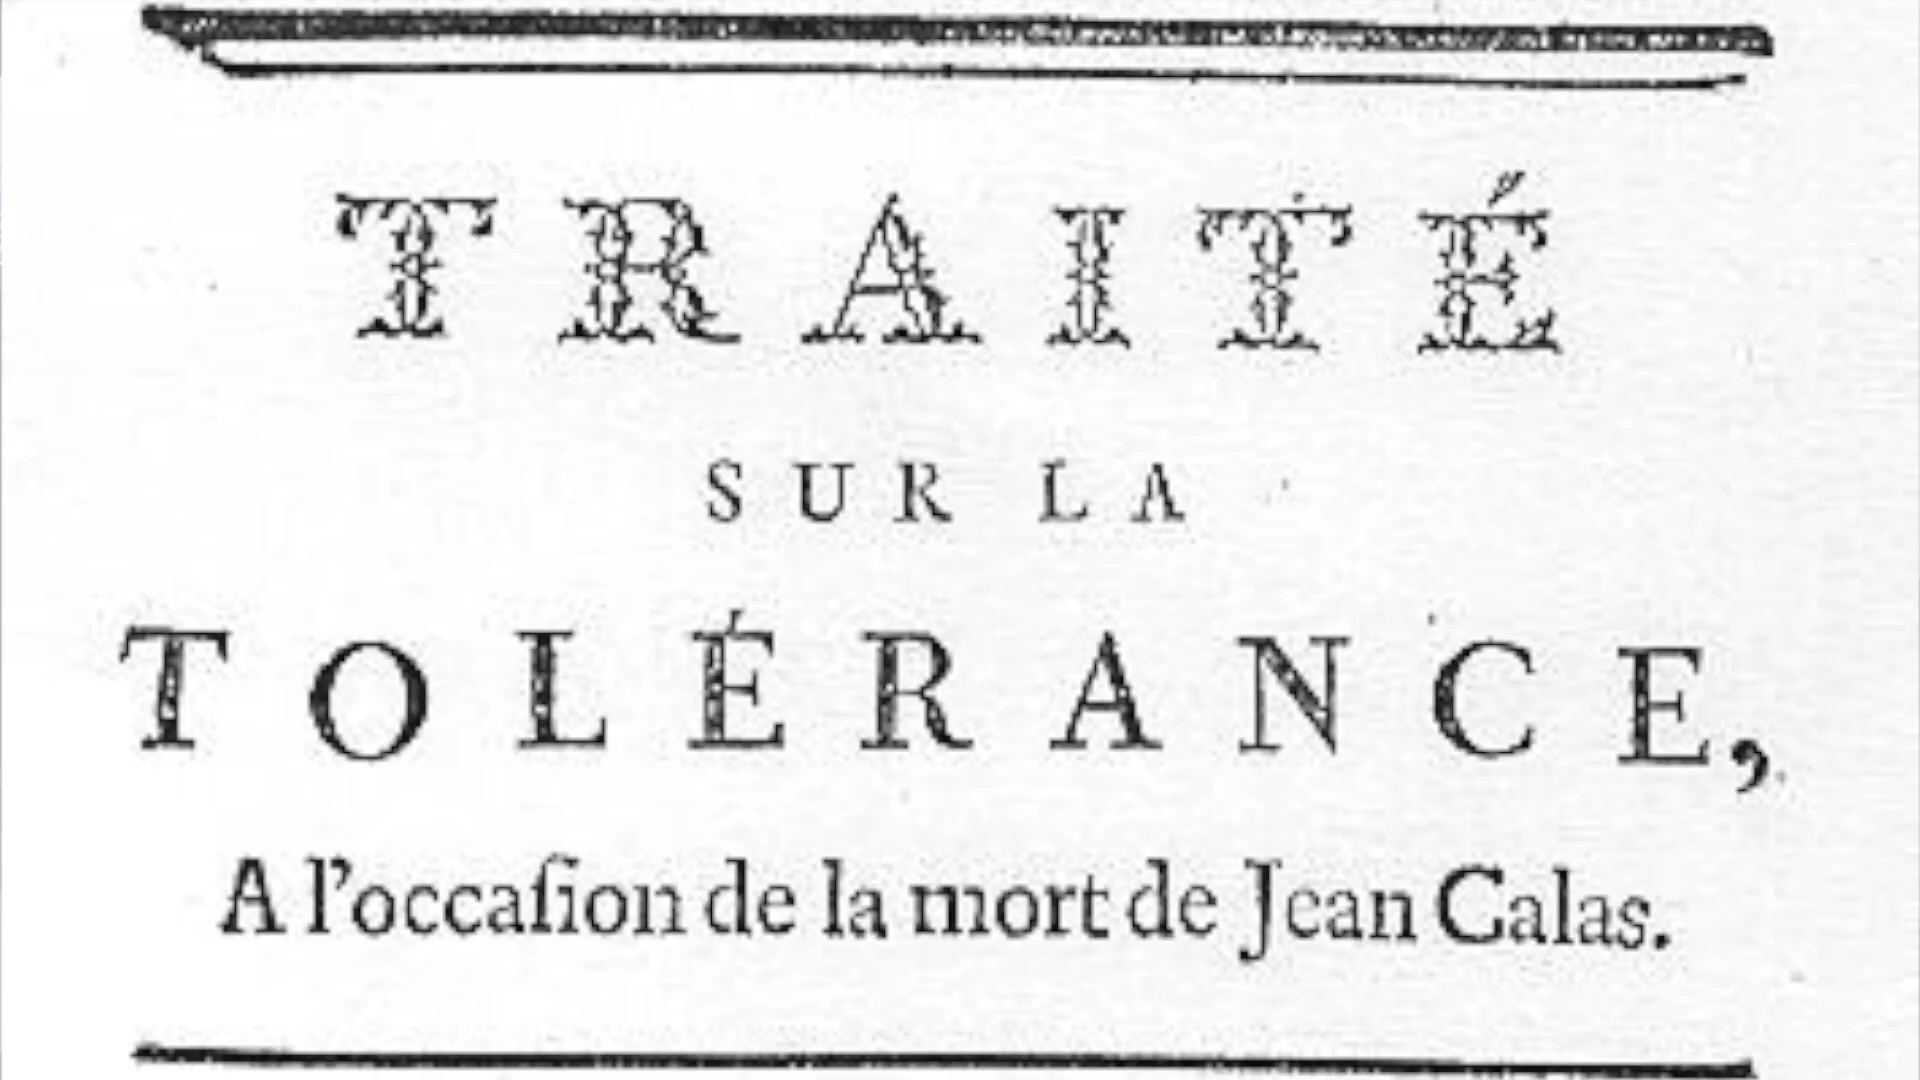 TRAITÉ
SUR LA
TOLÉRANCE,
A l'occaſion de la mort de Jean Calas.